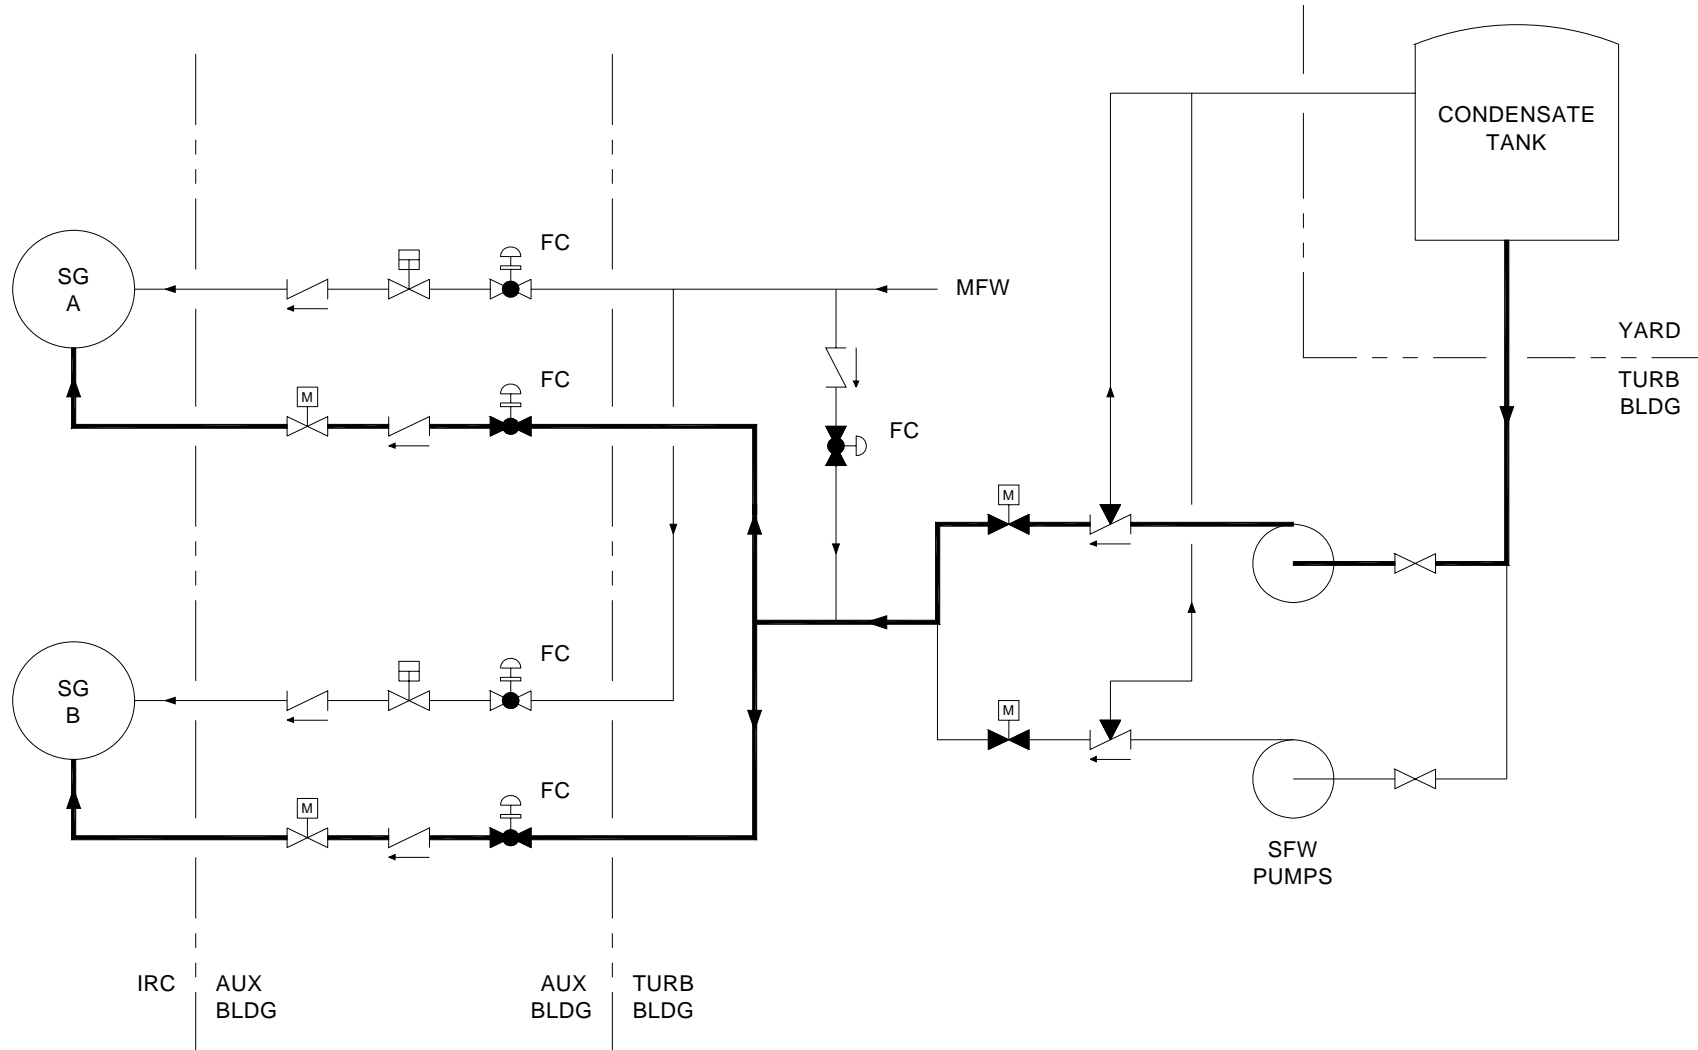 CONDENSATE
TANK
FC
SG
A
MFW
YARD
TURB
BLDG
FC
M
FC
M
FC
SG
B
M
FC
M
SFW
PUMPS
IRC
AUX
BLDG
AUX
BLDG
TURB
BLDG